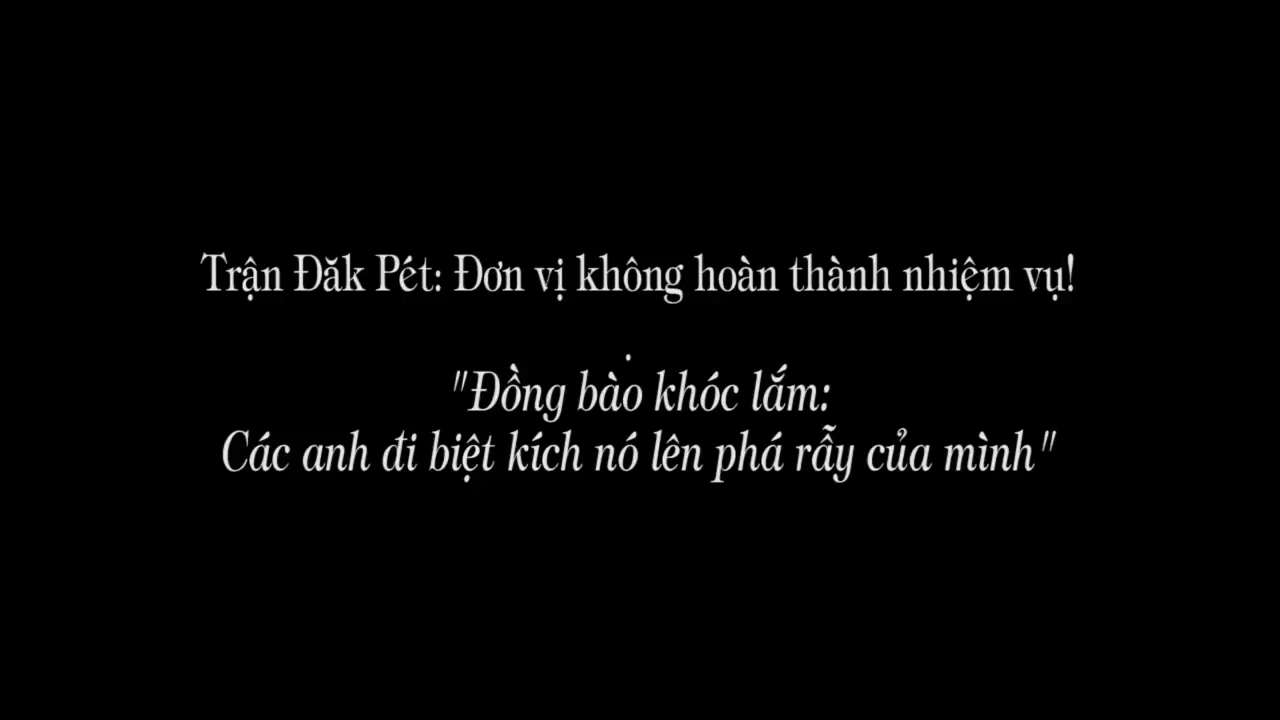 Trận Đăk Pét: Đơn vị không hoàn thành nhiệm vụ!
.
"Đồng bào khóc lắm:
Các anh đi biệt kích nó lên phá rẫy của mình"